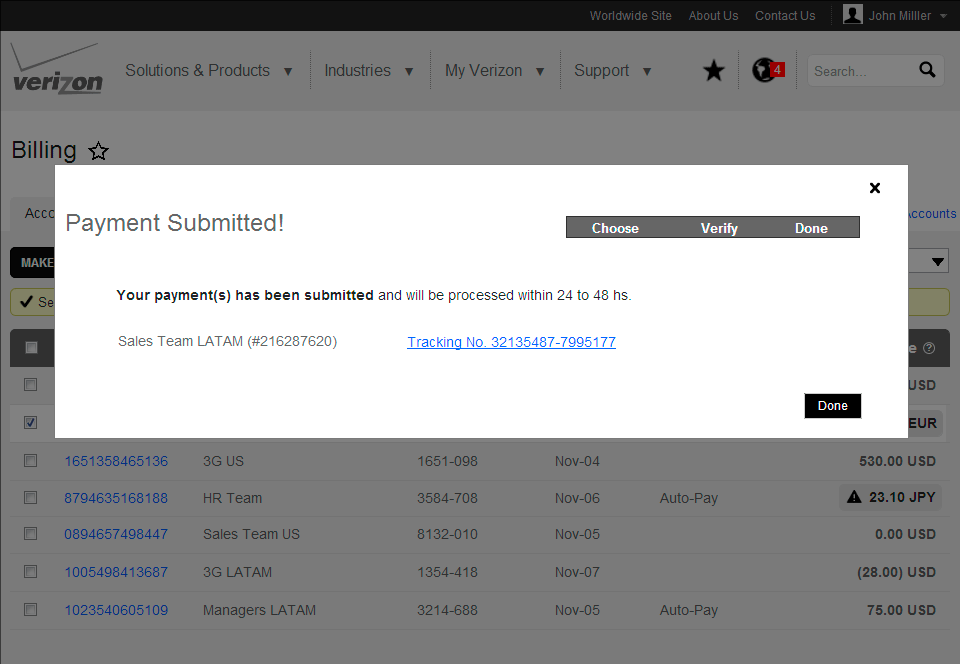 Worldwide Site About Us Contact Us John Milller
verizon Solutions & Products Industries My Verizon Support 4 Search...
Billing
Payment Submitted!
Choose Verify Done
Accounts
MAKE
Your payment(s) has been submitted and will be processed within 24 to 48 hs.
Sales Team LATAM (#216287620) Tracking No. 32135487-7995177
USD
Done
EUR
1651358465136 3G US 1651-098 Nov-04 530.00 USD
8794635168188 HR Team 3584-708 Nov-06 Auto-Pay 23.10 JPY
0894657498447 Sales Team US 8132-010 Nov-05 0.00 USD
1005498413687 3G LATAM 1354-418 Nov-07 (28.00) USD
1023540605109 Managers LATAM 3214-688 Nov-05 Auto-Pay 75.00 USD